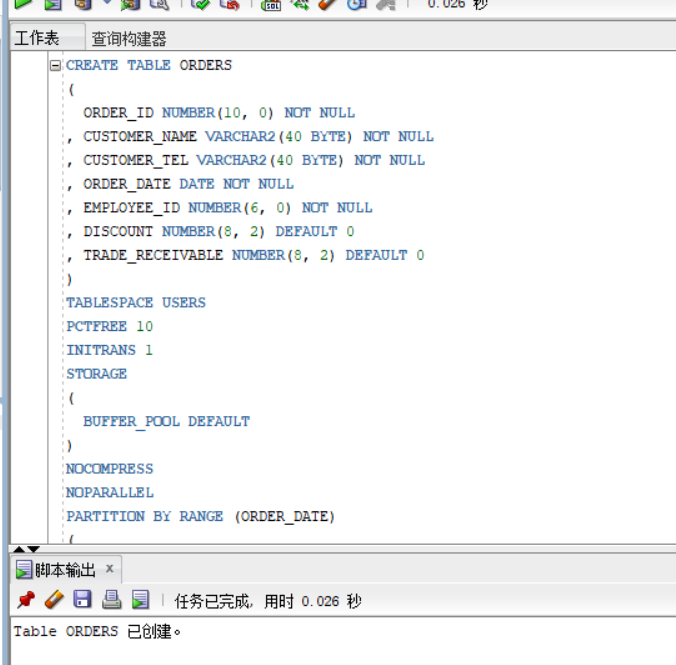 0.026 秒
工作表 查询构建器
CREATE TABLE ORDERS
(
ORDER_ID NUMBER(10, 0) NOT NULL
, CUSTOMER_NAME VARCHAR2(40 BYTE) NOT NULL
, CUSTOMER_TEL VARCHAR2(40 BYTE) NOT NULL
, ORDER_DATE DATE NOT NULL
, EMPLOYEE_ID NUMBER(6, 0) NOT NULL
, DISCOUNT NUMBER(8, 2) DEFAULT 0
, TRADE_RECEIVABLE NUMBER(8, 2) DEFAULT 0
)
TABLESPACE USERS
PCTFREE 10
INITRANS 1
STORAGE
(
BUFFER_POOL DEFAULT
)
NOCOMPRESS
NOPARALLEL
PARTITION BY RANGE (ORDER_DATE)
(
脚本输出 x
任务已完成, 用时 0.026 秒
Table ORDERS 已创建。